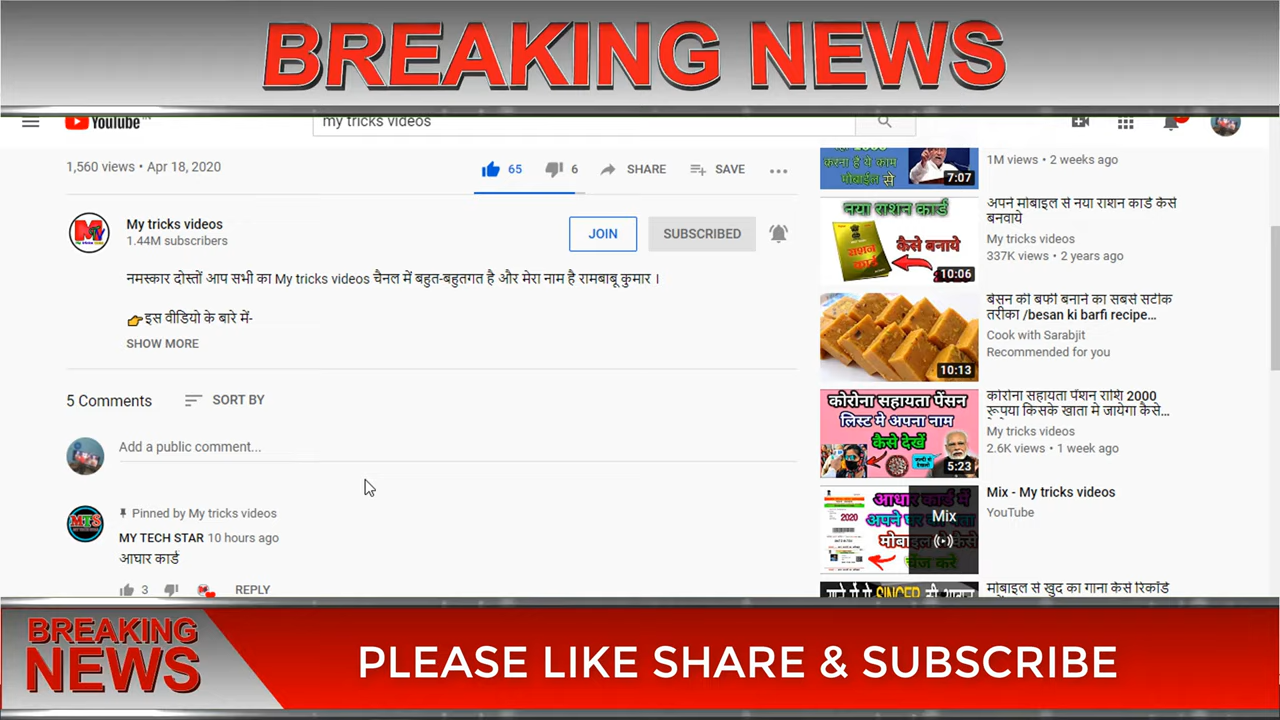 BREAKING NEWS
YouTube
my tricks videos
1,560 views • Apr 18, 2020
65
6
SHARE
SAVE
My tricks videos
1.44M subscribers
JOIN
SUBSCRIBED
नमस्कार दोस्तों आप सभी का My tricks videos चैनल में बहुत-बहुतगत है और मेरा नाम है रामबाबू कुमार ।
👉इस वीडियो के बारे में-
SHOW MORE
5 Comments
SORT BY
Add a public comment...
Pinned by My tricks videos
MY TECH STAR 10 hours ago
आधार कार्ड
3
REPLY
करना है ये काम
मोबाईल से
7:07
1M views • 2 weeks ago
नया राशन कार्ड
कैसे बनाये
राशन
कार्ड
10:06
अपने मोबाइल से नया राशन कार्ड कैसे
बनवाये
My tricks videos
337K views • 2 years ago
10:13
बेसन की बर्फी बनाने का सबसे सटीक
तरीका /besan ki barfi recipe...
Cook with Sarabjit
Recommended for you
कोरोना सहायता पेंसन
लिस्ट मे अपना नाम
कैसे देखें
5:23
कोरोना सहायता पेंशन राशि 2000
रूपया किसके खाता मे जायेगा कैसे...
My tricks videos
2.6K views • 1 week ago
आधार कार्ड में
2020
Mix
Mix - My tricks videos
YouTube
मोबाइल से खुद का गाना कैसे रिकॉर्ड
BREAKING
NEWS
PLEASE LIKE SHARE & SUBSCRIBE